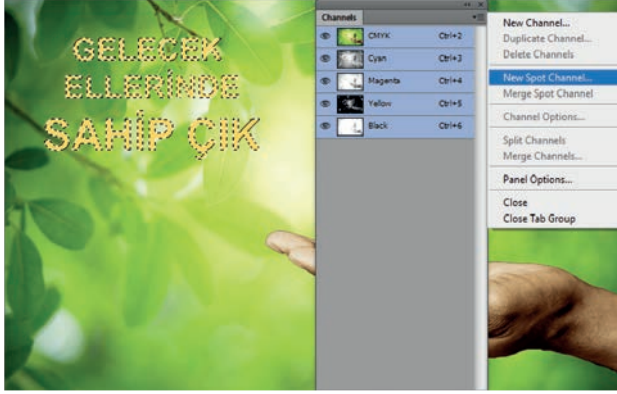 GELECEK
ELLERİNDE
SAHİP ÇIK
Channels
CMYK Ctrl+2
Cyan Ctrl+3
Magenta Ctrl+4
Yellow Ctrl+5
Black Ctrl+6
New Channel...
Duplicate Channel...
Delete Channels
New Spot Channel...
Merge Spot Channel
Channel Options...
Split Channels
Merge Channels...
Panel Options...
Close
Close Tab Group